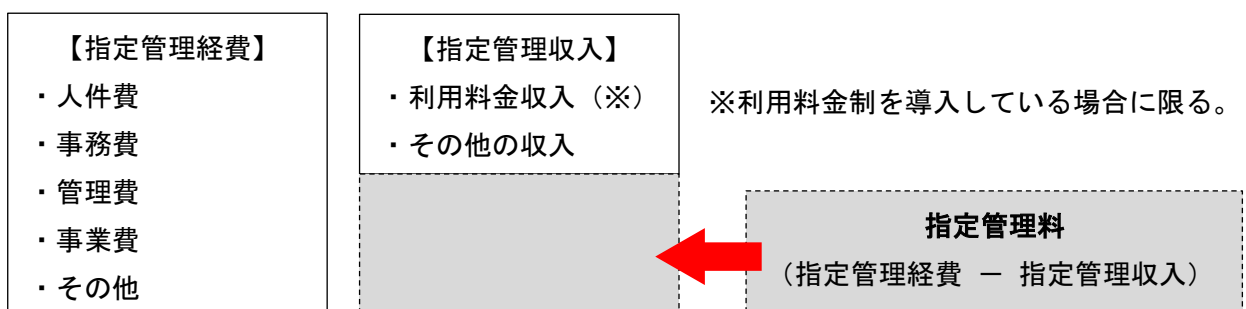 【指定管理経費】
・人件費
・事務費
・管理費
・事業費
・その他
【指定管理収入】
・利用料金収入（※）
・その他の収入
※利用料金制を導入している場合に限る。
指定管理料
（指定管理経費 － 指定管理収入）